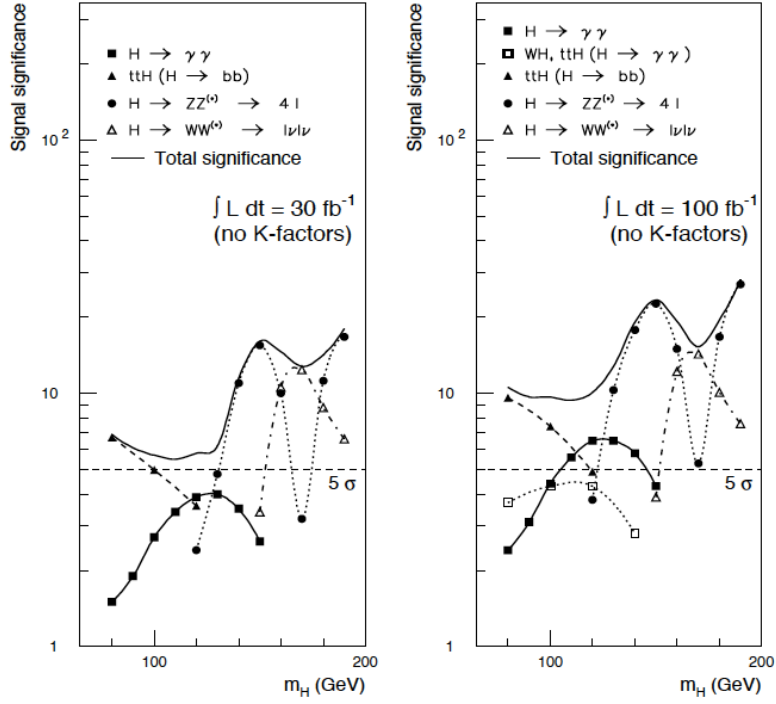 Signal significance
10²
10
1
H → γ γ
ttH (H → bb)
H → ZZ⁽*⁾ → 4 l
H → WW⁽*⁾ → lνlν
Total significance
∫ L dt = 30 fb⁻¹
(no K-factors)
5 σ
100
200
m_H (GeV)
Signal significance
10²
10
1
H → γ γ
WH, ttH (H → γ γ )
ttH (H → bb)
H → ZZ⁽*⁾ → 4 l
H → WW⁽*⁾ → lνlν
Total significance
∫ L dt = 100 fb⁻¹
(no K-factors)
5 σ
100
200
m_H (GeV)